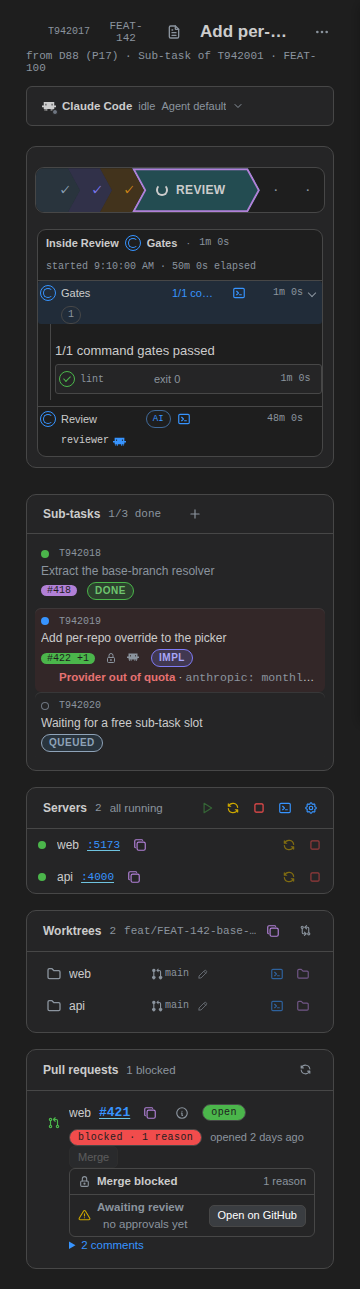 T942017 FEAT-142 Add per-…
from D88 (P17) · Sub-task of T942001 · FEAT-
100
Claude Code idle Agent default
REVIEW
Inside Review Gates · 1m 0s
started 9:10:00 AM · 50m 0s elapsed
Gates 1/1 co… 1m 0s
1
1/1 command gates passed
lint exit 0 1m 0s
Review AI 48m 0s
reviewer
Sub-tasks 1/3 done
T942018
Extract the base-branch resolver
#418 DONE
T942019
Add per-repo override to the picker
#422 +1 IMPL
Provider out of quota · anthropic: monthl…
T942020
Waiting for a free sub-task slot
QUEUED
Servers 2 all running
web :5173
api :4000
Worktrees 2 feat/FEAT-142-base-…
web main
api main
Pull requests 1 blocked
web #421 open
blocked · 1 reason opened 2 days ago
Merge
Merge blocked 1 reason
Awaiting review
no approvals yet Open on GitHub
2 comments